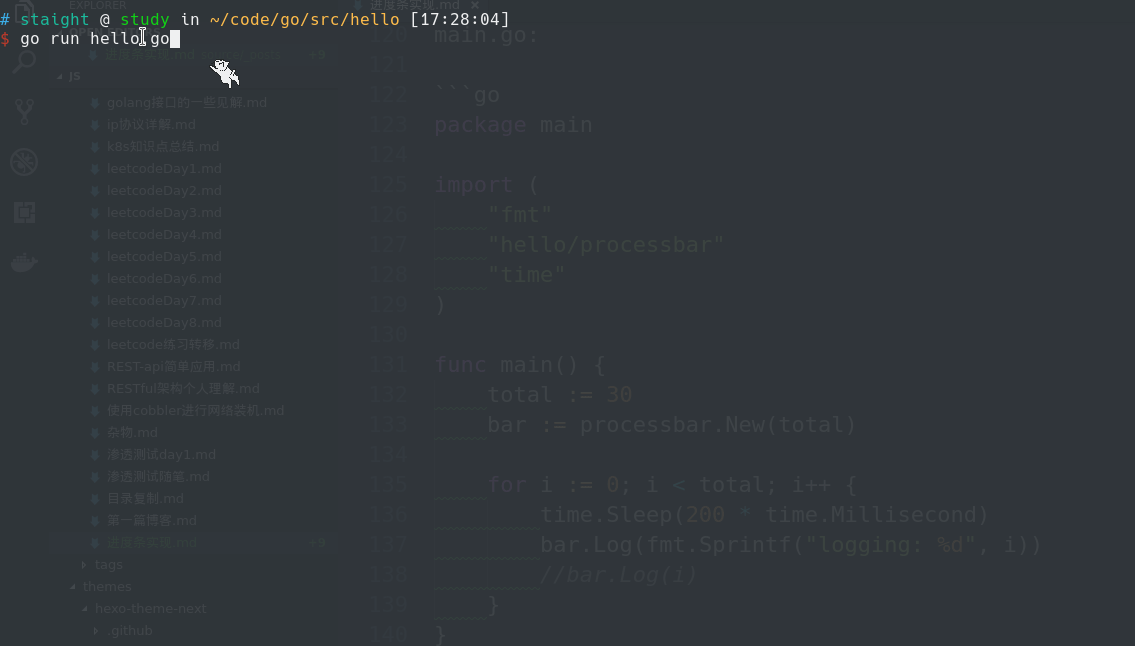 # staight @ study in ~/code/go/src/hello [17:28:04]
$ go run hello.go
EXPLORER
JS
golang接口的一些见解.md
ip协议详解.md
k8s知识点总结.md
leetcodeDay1.md
leetcodeDay2.md
leetcodeDay3.md
leetcodeDay4.md
leetcodeDay5.md
leetcodeDay6.md
leetcodeDay7.md
leetcodeDay8.md
leetcode练习转移.md
REST-api简单应用.md
RESTful架构个人理解.md
使用cobbler进行网络装机.md
杂物.md
渗透测试day1.md
渗透测试随笔.md
目录复制.md
第一篇博客.md
进度条实现.md +9
tags
themes
hexo-theme-next
.github
进度条实现.md
120 main.go:
121
122 ```go
123 package main
124
125 import (
126 "fmt"
127 "hello/processbar"
128 "time"
129 )
130
131 func main() {
132 total := 30
133 bar := processbar.New(total)
134
135 for i := 0; i < total; i++ {
136 time.Sleep(200 * time.Millisecond)
137 bar.Log(fmt.Sprintf("logging: %d", i))
138 //bar.Log(i)
139 }
140 }